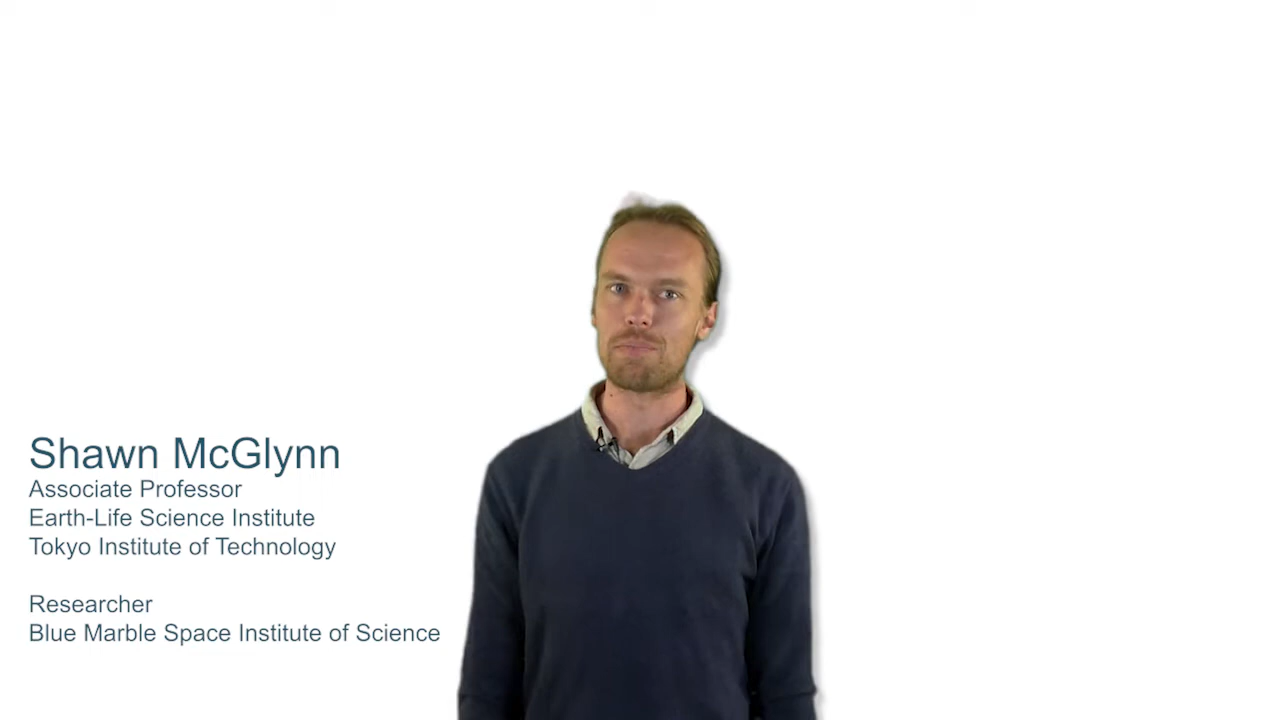 Shawn McGlynn
Associate Professor
Earth-Life Science Institute
Tokyo Institute of Technology
Researcher
Blue Marble Space Institute of Science